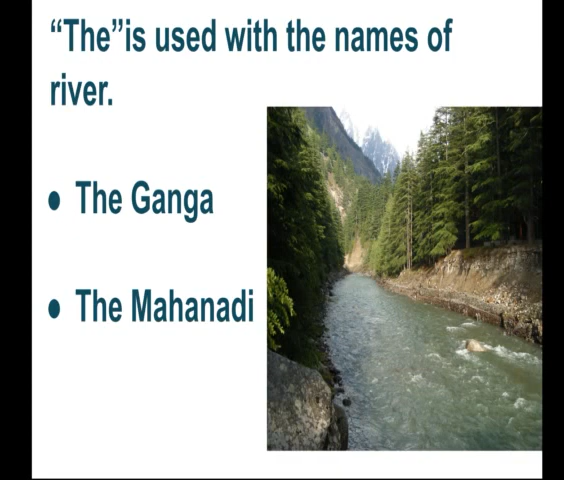 “The”is used with the names of
river.
• The Ganga
• The Mahanadi